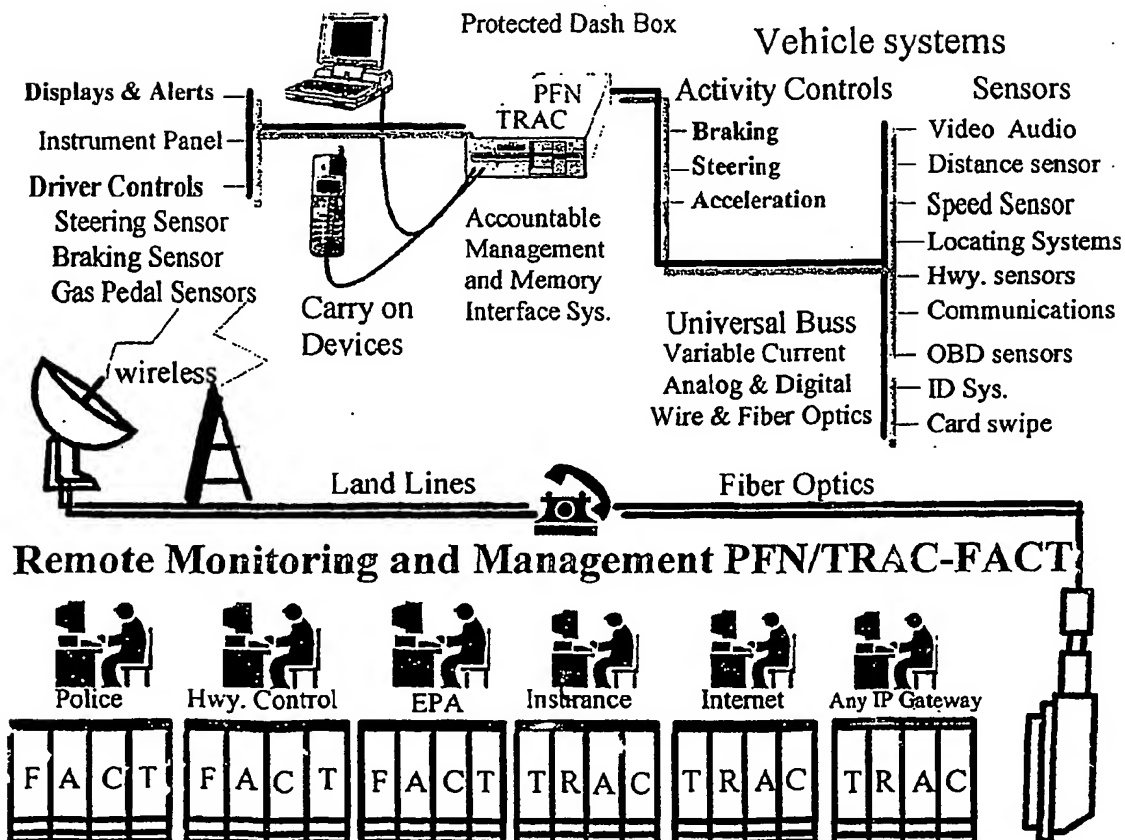 Protected Dash Box
Vehicle systems
Displays & Alerts
Instrument Panel
Driver Controls
Steering Sensor
Braking Sensor
Gas Pedal Sensors
PFN
TRAC
Accountable
Management
and Memory
Interface Sys.
Carry on
Devices
Activity Controls
Braking
Steering
Acceleration
Sensors
Video Audio
Distance sensor
Speed Sensor
Locating Systems
Hwy. sensors
Communications
OBD sensors
ID Sys.
Card swipe
Universal Buss
Variable Current
Analog & Digital
Wire & Fiber Optics
wireless
Land Lines
Fiber Optics
Remote Monitoring and Management PFN/TRAC-FACT
Police
Hwy. Control
EPA
Insurance
Internet
Any IP Gateway
F A C T
F A C T
F A C T
T R A C
T R A C
T R A C